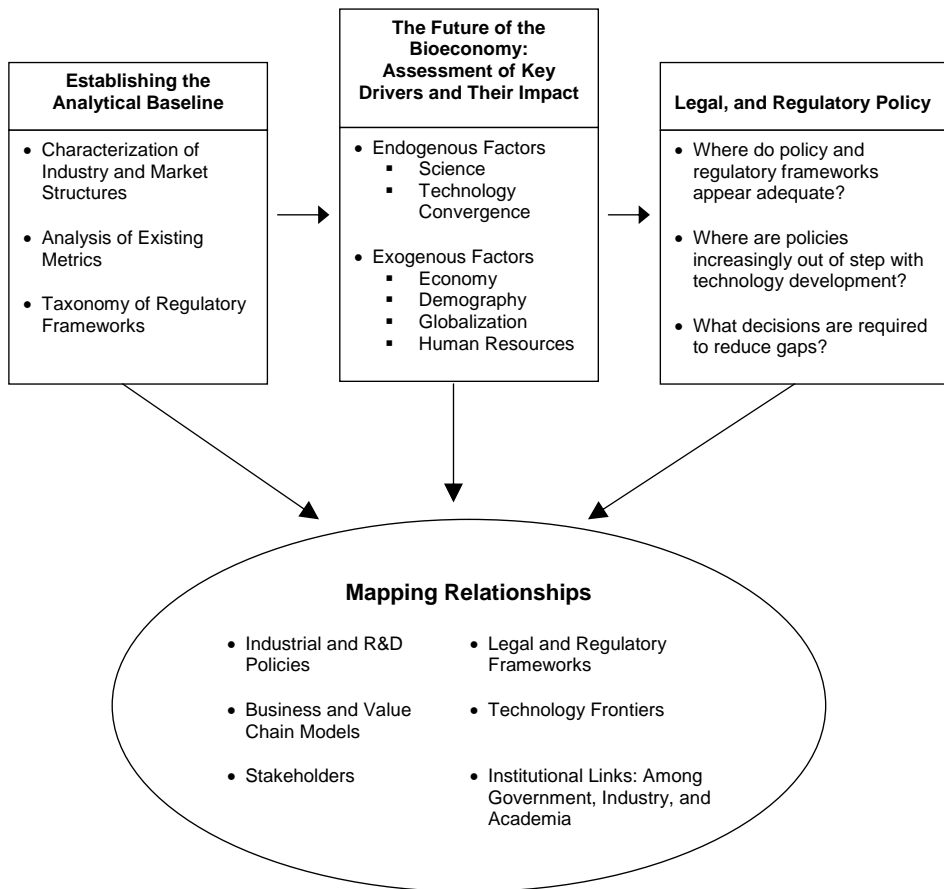 Establishing the
Analytical Baseline
• Characterization of
Industry and Market
Structures
• Analysis of Existing
Metrics
• Taxonomy of Regulatory
Frameworks
The Future of the
Bioeconomy:
Assessment of Key
Drivers and Their Impact
• Endogenous Factors
▪ Science
▪ Technology
Convergence
• Exogenous Factors
▪ Economy
▪ Demography
▪ Globalization
▪ Human Resources
Legal, and Regulatory Policy
• Where do policy and
regulatory frameworks
appear adequate?
• Where are policies
increasingly out of step with
technology development?
• What decisions are required
to reduce gaps?
Mapping Relationships
• Industrial and R&D
Policies
• Business and Value
Chain Models
• Stakeholders
• Legal and Regulatory
Frameworks
• Technology Frontiers
• Institutional Links: Among
Government, Industry, and
Academia